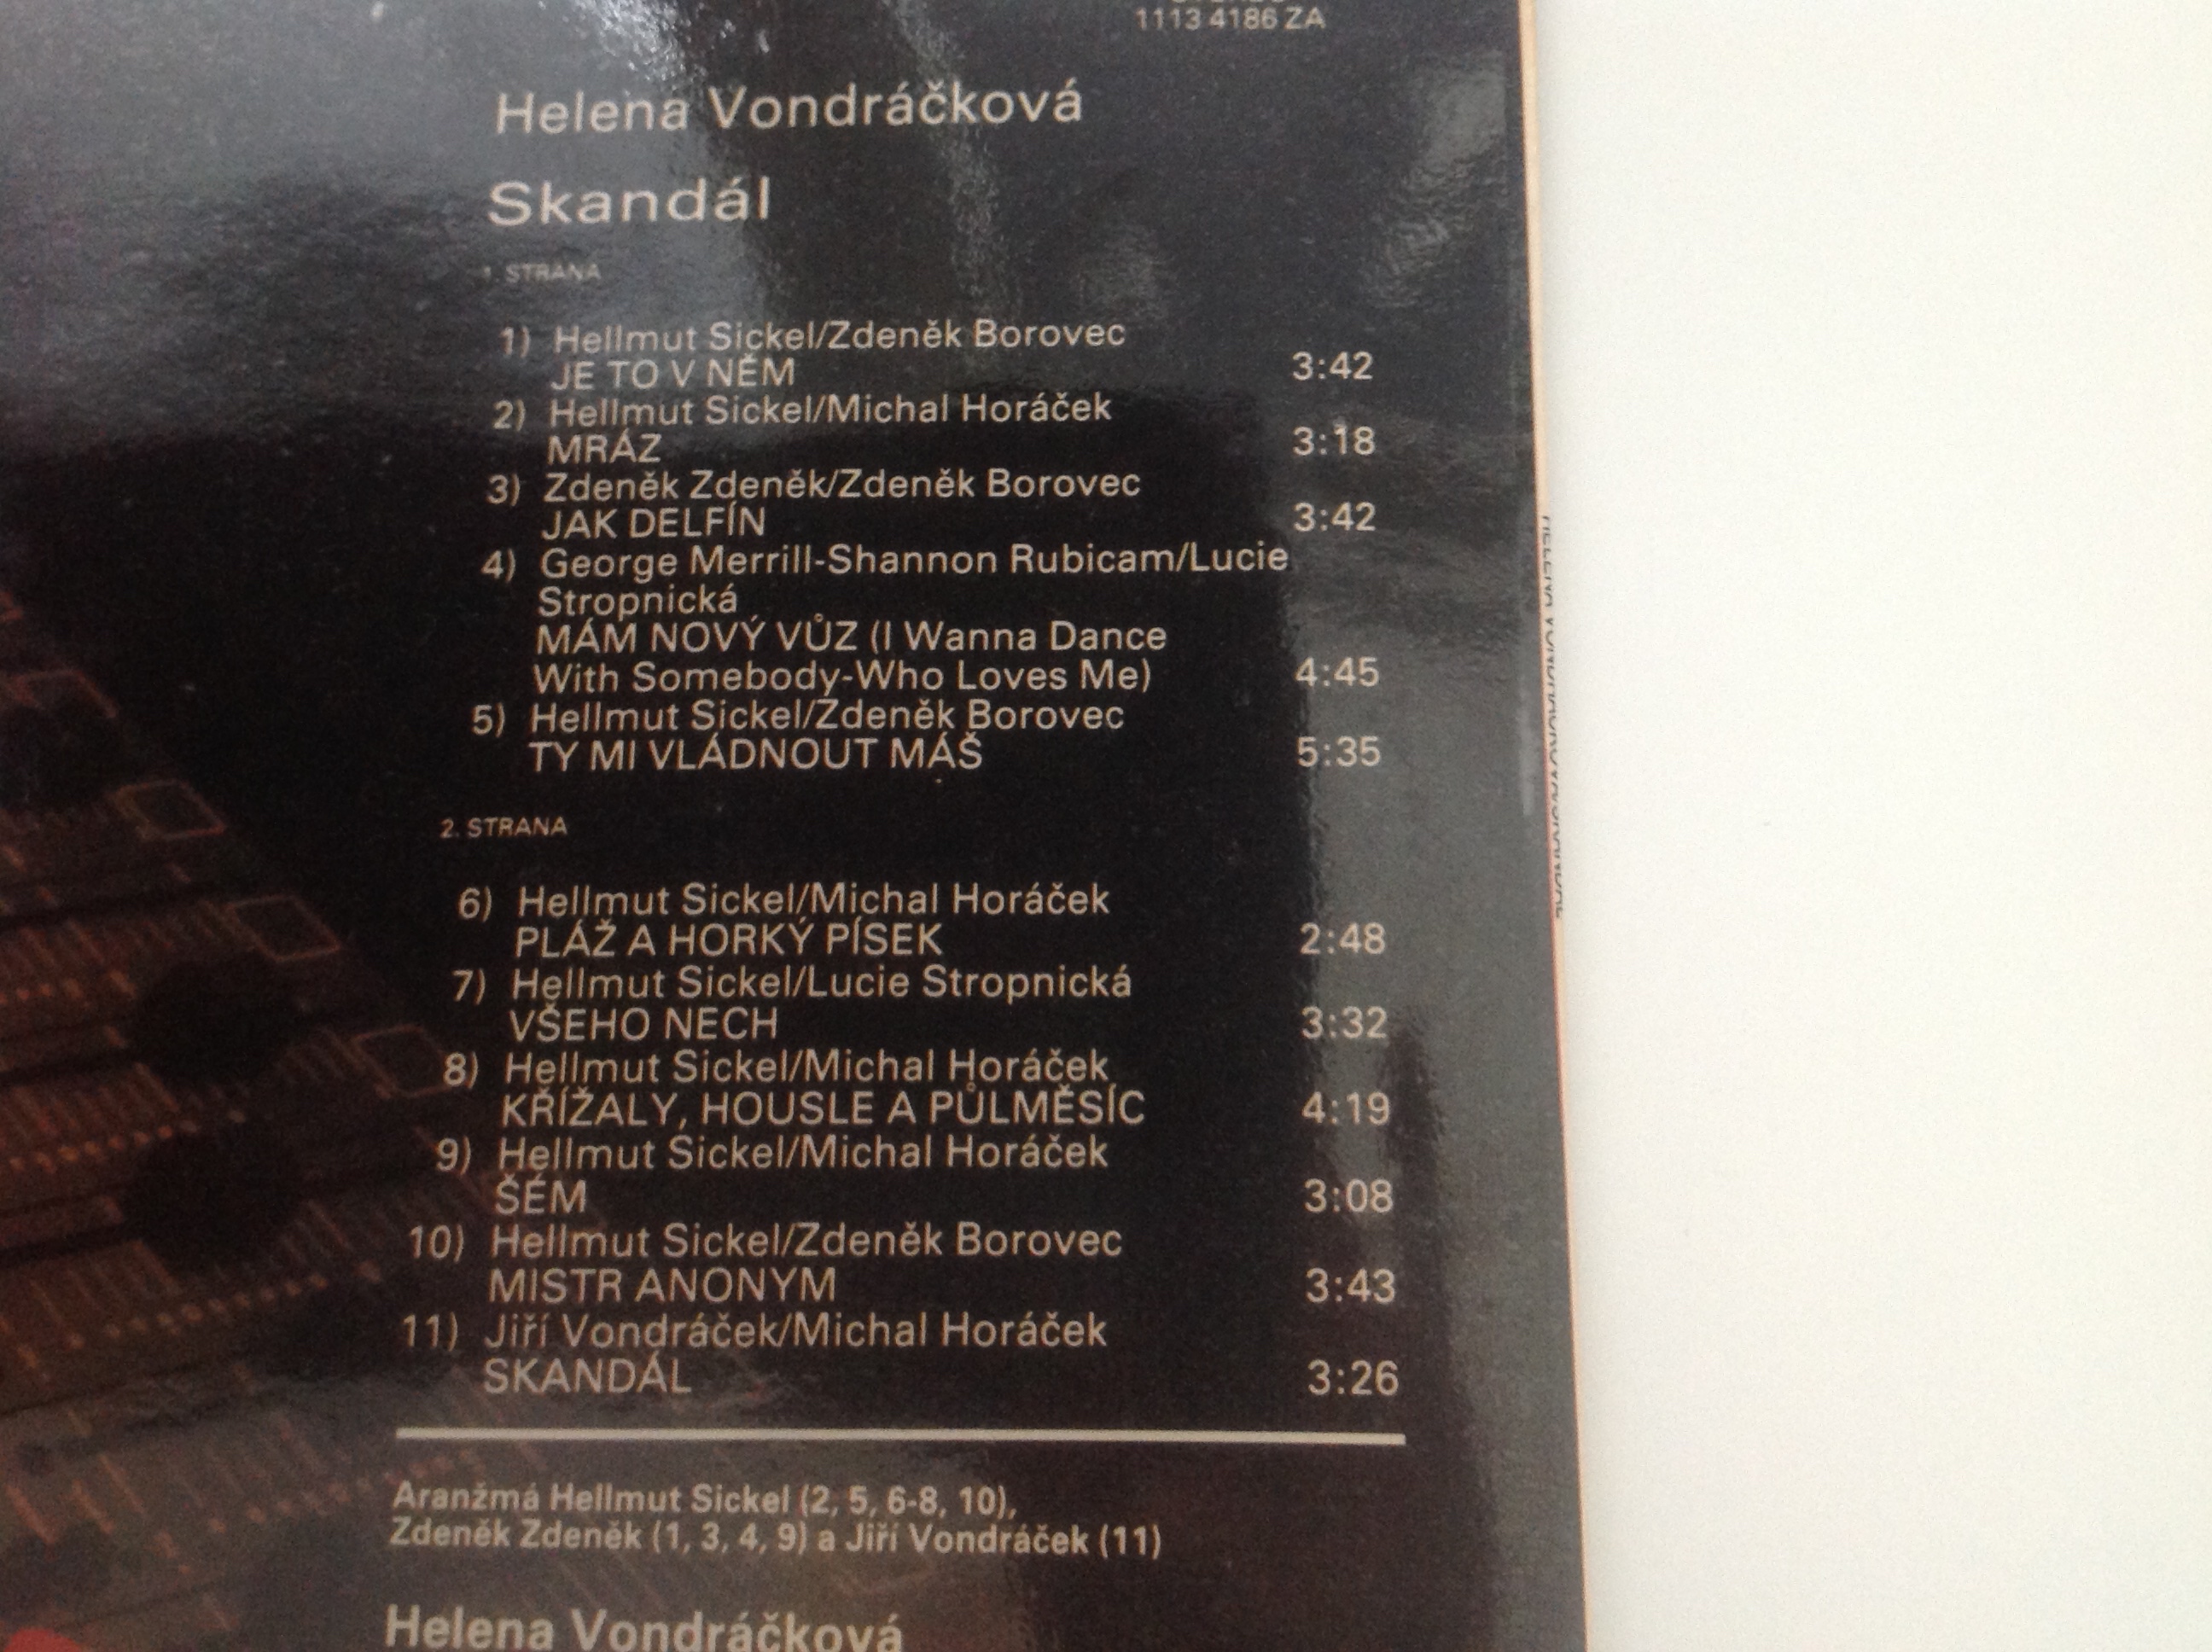 1113 4186 ZA
Helena Vondráčková
Skandál
1. STRANA
1) Hellmut Sickel/Zdeněk Borovec
JE TO V NĚM 3:42
2) Hellmut Sickel/Michal Horáček
MRÁZ 3:18
3) Zdeněk Zdeněk/Zdeněk Borovec
JAK DELFÍN 3:42
4) George Merrill-Shannon Rubicam/Lucie
Stropnická
MÁM NOVÝ VŮZ (I Wanna Dance
With Somebody-Who Loves Me) 4:45
5) Hellmut Sickel/Zdeněk Borovec
TY MI VLÁDNOUT MÁŠ 5:35
2. STRANA
6) Hellmut Sickel/Michal Horáček
PLÁŽ A HORKÝ PÍSEK 2:48
7) Hellmut Sickel/Lucie Stropnická
VŠEHO NECH 3:32
8) Hellmut Sickel/Michal Horáček
KŘÍŽALY, HOUSLE A PŮLMĚSÍC 4:19
9) Hellmut Sickel/Michal Horáček
ŠÉM 3:08
10) Hellmut Sickel/Zdeněk Borovec
MISTR ANONYM 3:43
11) Jiří Vondráček/Michal Horáček
SKANDÁL 3:26
Aranžmá Hellmut Sickel (2, 5, 6-8, 10),
Zdeněk Zdeněk (1, 3, 4, 9) a Jiří Vondráček (11)
Helena Vondráčková
HELENA VONDRÁČKOVÁ/SKANDÁL